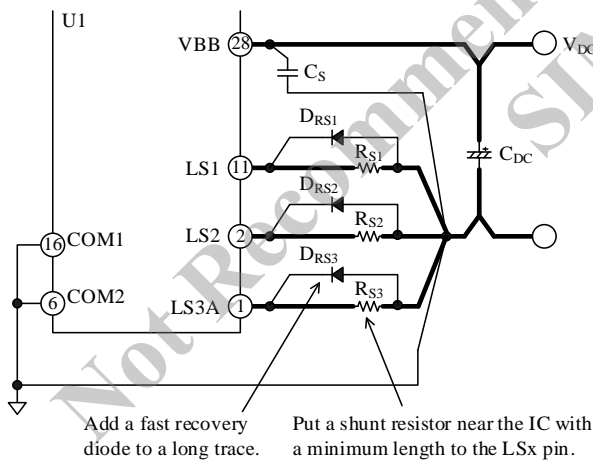 U1
VBB 28 V_DC
C_S
D_RS1
LS1 11 R_S1
C_DC
D_RS2
LS2 2 R_S2
16 COM1
D_RS3
6 COM2
LS3A 1 R_S3
Add a fast recovery
diode to a long trace.
Put a shunt resistor near the IC with
a minimum length to the LSx pin.
Not Recommen
SIN